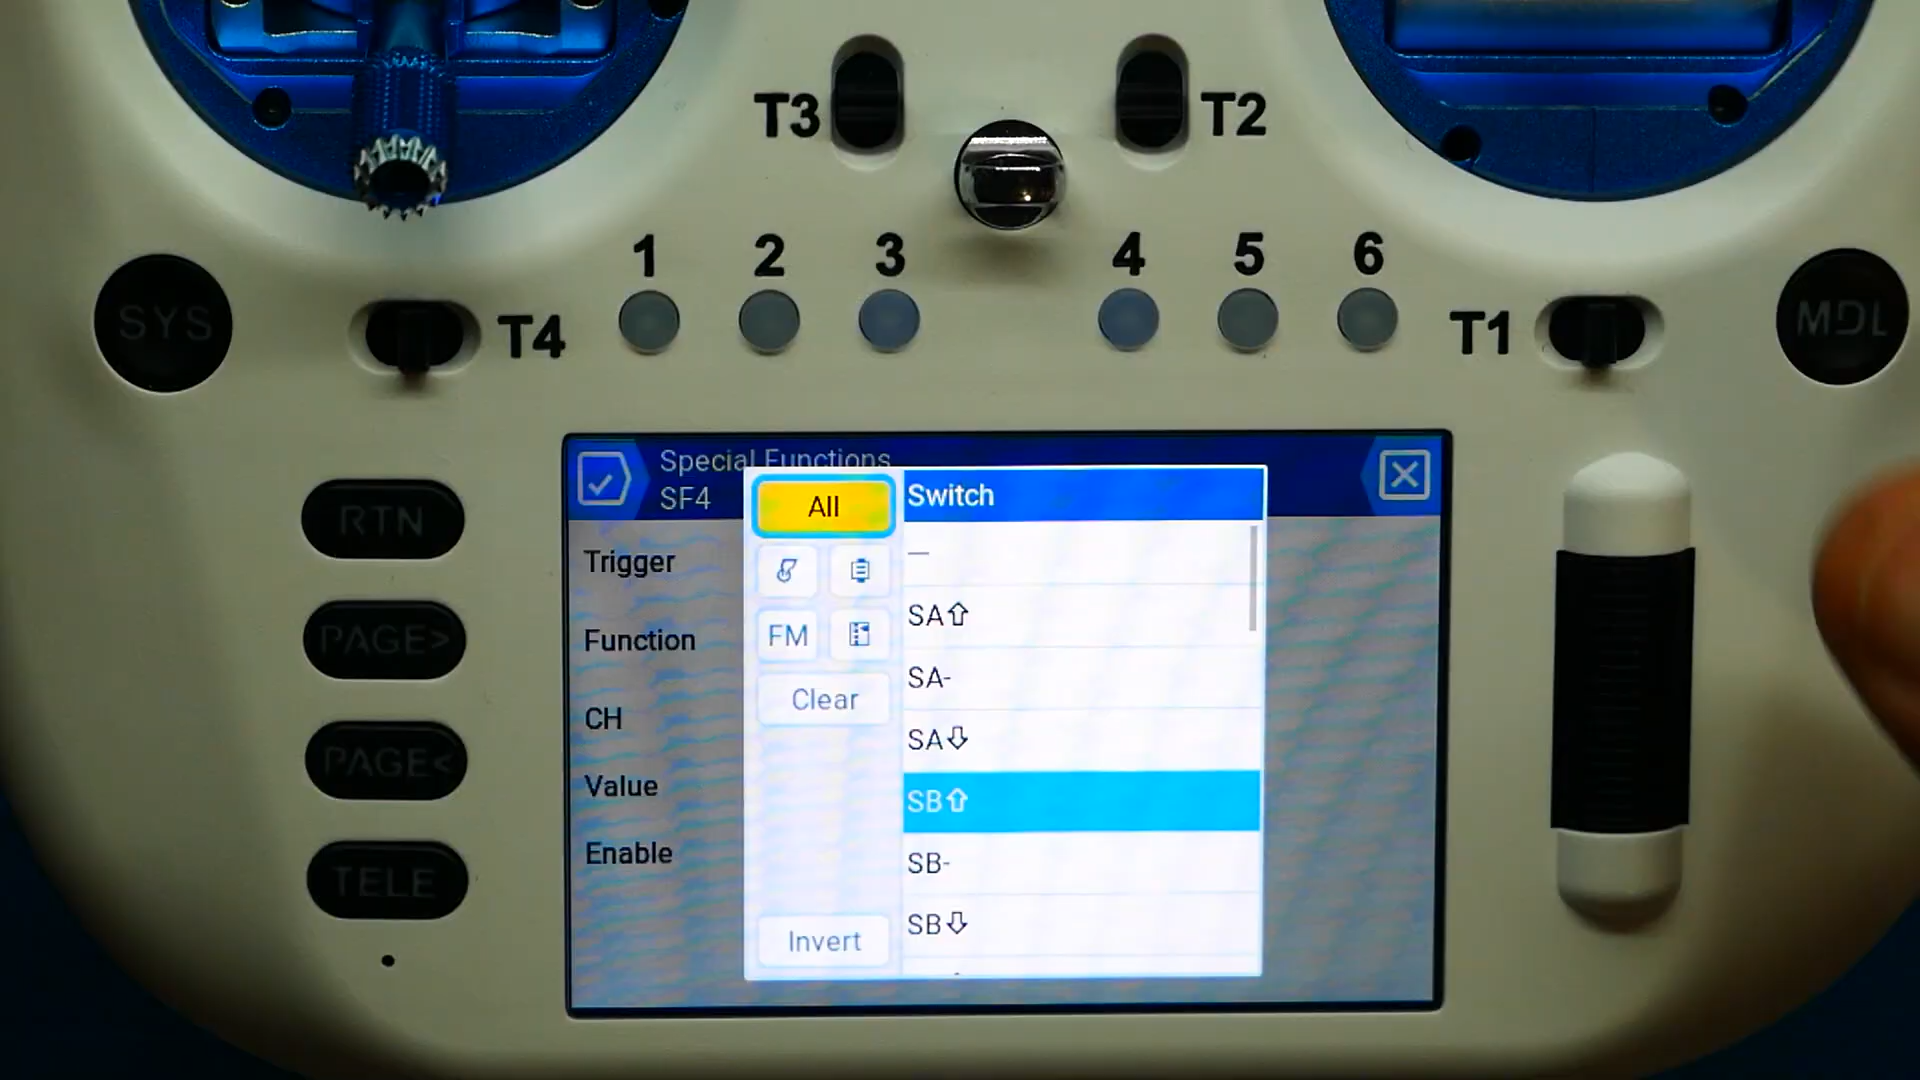 T3
T2
1 2 3 4 5 6
SYS
T4
T1
MDL
RTN
PAGE>
PAGE<
TELE
Special Functions
SF4
Trigger
Function
CH
Value
Enable
All
FM
Clear
Invert
Switch
—
SA⇧
SA-
SA⇩
SB⇧
SB-
SB⇩